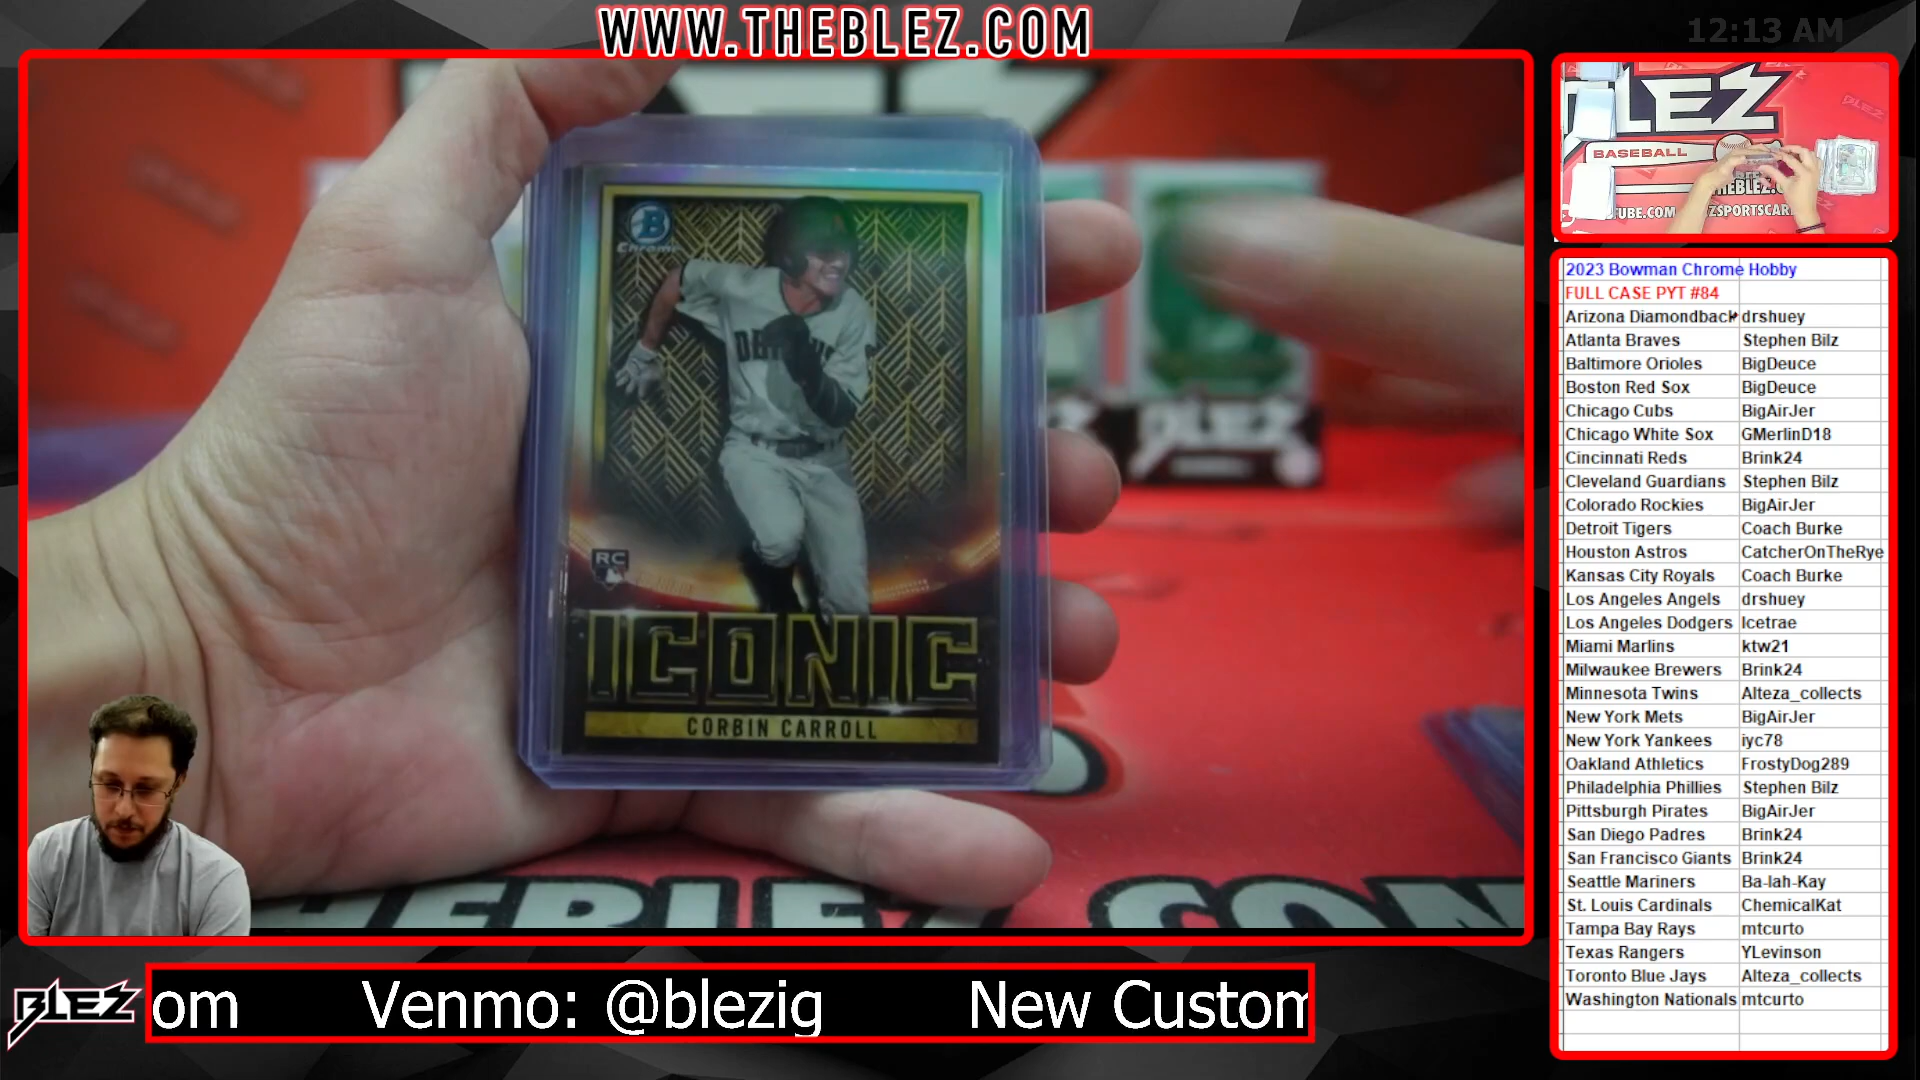 WWW.THEBLEZ.COM
12:13 AM
B
Chrome
RC
ICONIC
CORBIN CARROLL
BLEZ
THEBLEZ.COM
LEZ
BASEBALL
2023 Bowman Chrome Hobby
FULL CASE PYT #84
Arizona Diamondback drshuey
Atlanta Braves Stephen Bilz
Baltimore Orioles BigDeuce
Boston Red Sox BigDeuce
Chicago Cubs BigAirJer
Chicago White Sox GMerlinD18
Cincinnati Reds Brink24
Cleveland Guardians Stephen Bilz
Colorado Rockies BigAirJer
Detroit Tigers Coach Burke
Houston Astros CatcherOnTheRye
Kansas City Royals Coach Burke
Los Angeles Angels drshuey
Los Angeles Dodgers Icetrae
Miami Marlins ktw21
Milwaukee Brewers Brink24
Minnesota Twins Alteza_collects
New York Mets BigAirJer
New York Yankees iyc78
Oakland Athletics FrostyDog289
Philadelphia Phillies Stephen Bilz
Pittsburgh Pirates BigAirJer
San Diego Padres Brink24
San Francisco Giants Brink24
Seattle Mariners Ba-lah-Kay
St. Louis Cardinals ChemicalKat
Tampa Bay Rays mtcurto
Texas Rangers YLevinson
Toronto Blue Jays Alteza_collects
Washington Nationals mtcurto
BLEZ
om Venmo: @blezig New Custom